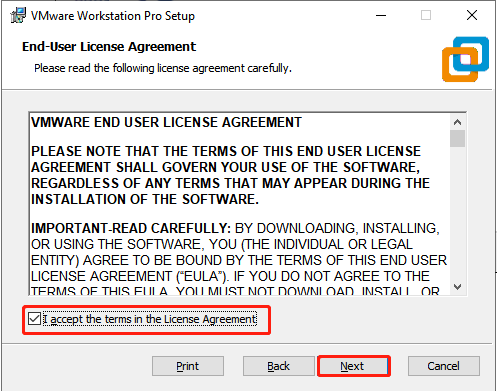 VMware Workstation Pro Setup
End-User License Agreement
Please read the following license agreement carefully.
VMWARE END USER LICENSE AGREEMENT
PLEASE NOTE THAT THE TERMS OF THIS END USER LICENSE
AGREEMENT SHALL GOVERN YOUR USE OF THE SOFTWARE,
REGARDLESS OF ANY TERMS THAT MAY APPEAR DURING THE
INSTALLATION OF THE SOFTWARE.
IMPORTANT-READ CAREFULLY: BY DOWNLOADING, INSTALLING,
OR USING THE SOFTWARE, YOU (THE INDIVIDUAL OR LEGAL
ENTITY) AGREE TO BE BOUND BY THE TERMS OF THIS END USER
LICENSE AGREEMENT (“EULA”). IF YOU DO NOT AGREE TO THE
TERMS OF THIS EULA, YOU MUST NOT DOWNLOAD, INSTALL, OR
I accept the terms in the License Agreement
Print Back Next Cancel